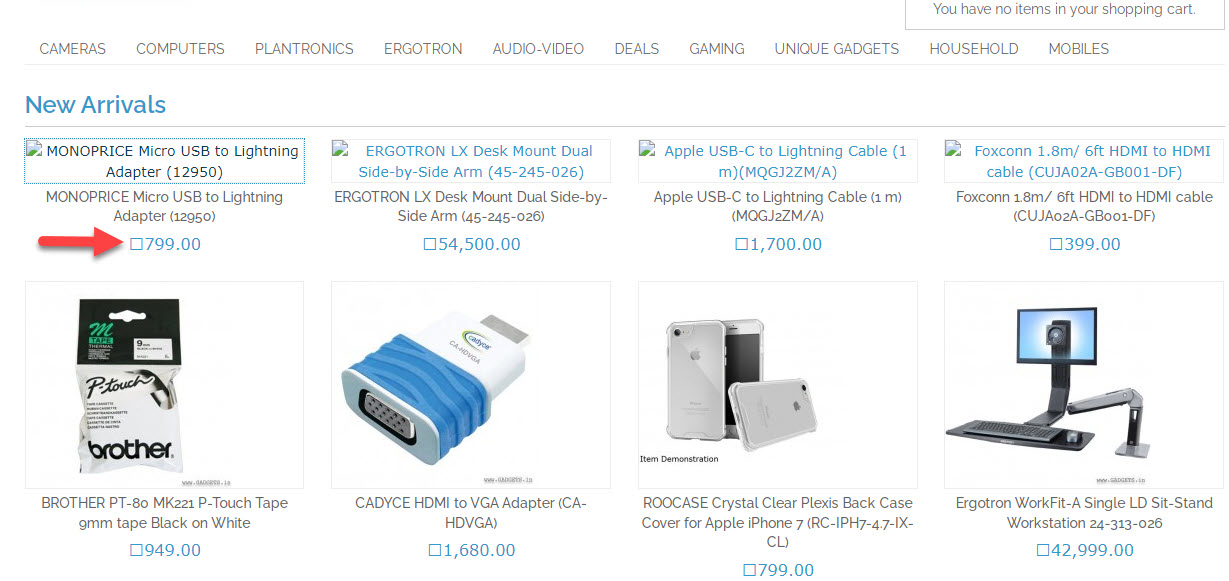 You have no items in your shopping cart.
CAMERAS COMPUTERS PLANTRONICS ERGOTRON AUDIO-VIDEO DEALS GAMING UNIQUE GADGETS HOUSEHOLD MOBILES
New Arrivals
MONOPRICE Micro USB to Lightning
Adapter (12950)
MONOPRICE Micro USB to Lightning
Adapter (12950)
□799.00
ERGOTRON LX Desk Mount Dual
Side-by-Side Arm (45-245-026)
ERGOTRON LX Desk Mount Dual Side-by-
Side Arm (45-245-026)
□54,500.00
Apple USB-C to Lightning Cable (1
m)(MQGJ2ZM/A)
Apple USB-C to Lightning Cable (1 m)
(MQGJ2ZM/A)
□1,700.00
Foxconn 1.8m/ 6ft HDMI to HDMI
cable (CUJA02A-GB001-DF)
Foxconn 1.8m/ 6ft HDMI to HDMI cable
(CUJA02A-GB001-DF)
□399.00
M
TAPE
THERMAL
9mm
P-touch
brother
www.GADGETS.in
BROTHER PT-80 MK221 P-Touch Tape
9mm tape Black on White
□949.00
cadyce
CA-HDVGA
www.GADGETS.in
CADYCE HDMI to VGA Adapter (CA-
HDVGA)
□1,680.00
Item Demonstration
ROOCASE Crystal Clear Plexis Back Case
Cover for Apple iPhone 7 (RC-IPH7-4.7-IX-
CL)
□799.00
www.GADGETS.in
Ergotron WorkFit-A Single LD Sit-Stand
Workstation 24-313-026
□42,999.00